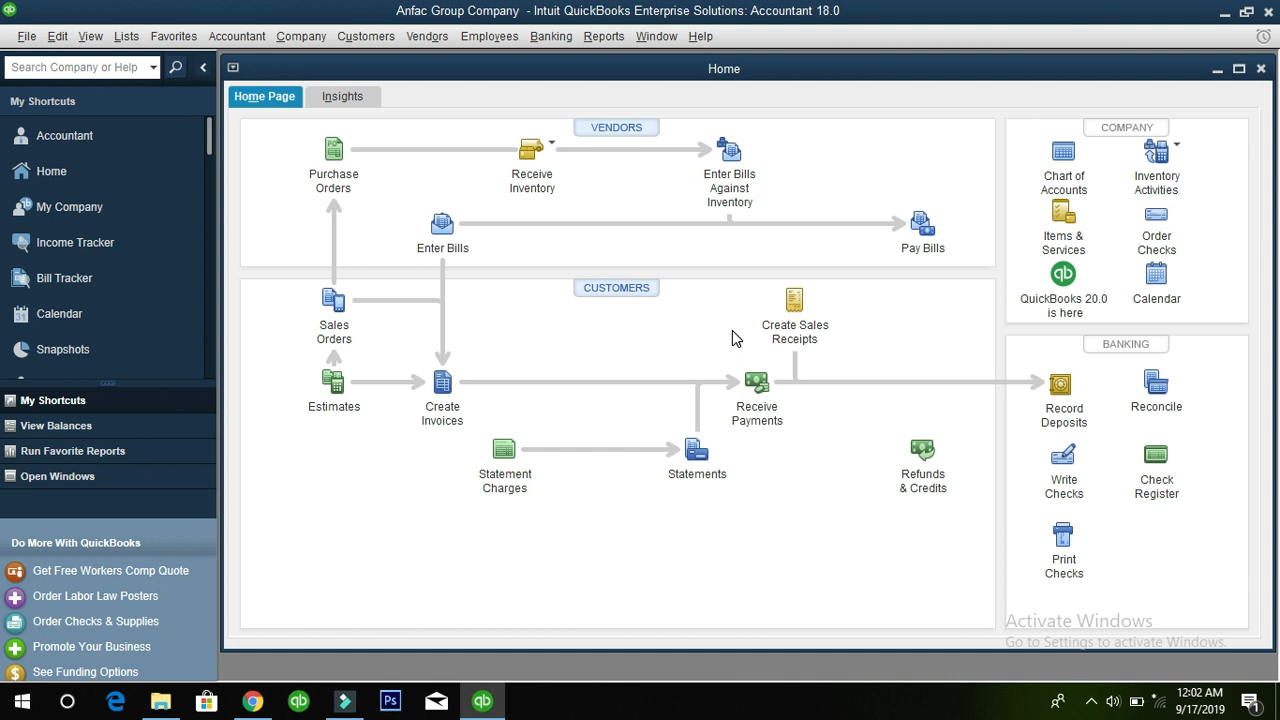 Anfac Group Company - Intuit QuickBooks Enterprise Solutions: Accountant 18.0
File Edit View Lists Favorites Accountant Company Customers Vendors Employees Banking Reports Window Help
Search Company or Help
My Shortcuts
Accountant
Home
My Company
Income Tracker
Bill Tracker
Calendar
Snapshots
My Shortcuts
View Balances
Run Favorite Reports
Open Windows
Do More With QuickBooks
Get Free Workers Comp Quote
Order Labor Law Posters
Order Checks & Supplies
Promote Your Business
See Funding Options
Home
Home Page Insights
VENDORS
Purchase
Orders
Receive
Inventory
Enter Bills
Against
Inventory
Enter Bills
Pay Bills
CUSTOMERS
Sales
Orders
Create Sales
Receipts
Estimates
Create
Invoices
Receive
Payments
Statement
Charges
Statements
Refunds
& Credits
COMPANY
Chart of
Accounts
Inventory
Activities
Items &
Services
Order
Checks
QuickBooks 20.0
is here
Calendar
BANKING
Record
Deposits
Reconcile
Write
Checks
Check
Register
Print
Checks
Activate Windows
Go to Settings to activate Windows.
qb
Ps
qb
12:02 AM
9/17/2019
1